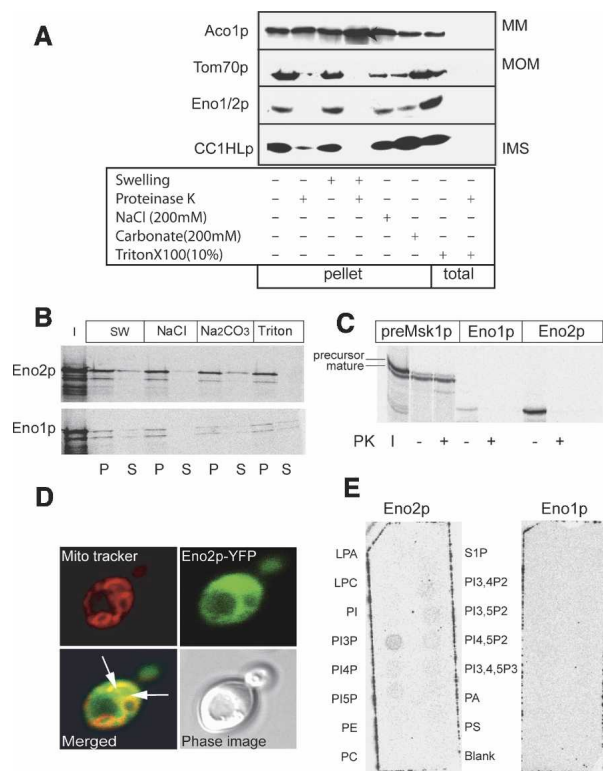 A
Aco1p MM
Tom70p MOM
Eno1/2p
CC1HLp IMS
Swelling - - + + - - - -
Proteinase K - + - + - - - +
NaCl (200mM) - - - - + - - -
Carbonate(200mM) - - - - - + - -
TritonX100(10%) - - - - - - + +
pellet total
B
I SW NaCl Na2CO3 Triton
Eno2p
Eno1p
P S P S P S P S
C
preMsk1p Eno1p Eno2p
precursor
mature
PK I - + - + - +
D
Mito tracker Eno2p-YFP
Merged Phase image
E
Eno2p Eno1p
LPA S1P
LPC PI3,4P2
PI PI3,5P2
PI3P PI4,5P2
PI4P PI3,4,5P3
PI5P PA
PE PS
PC Blank